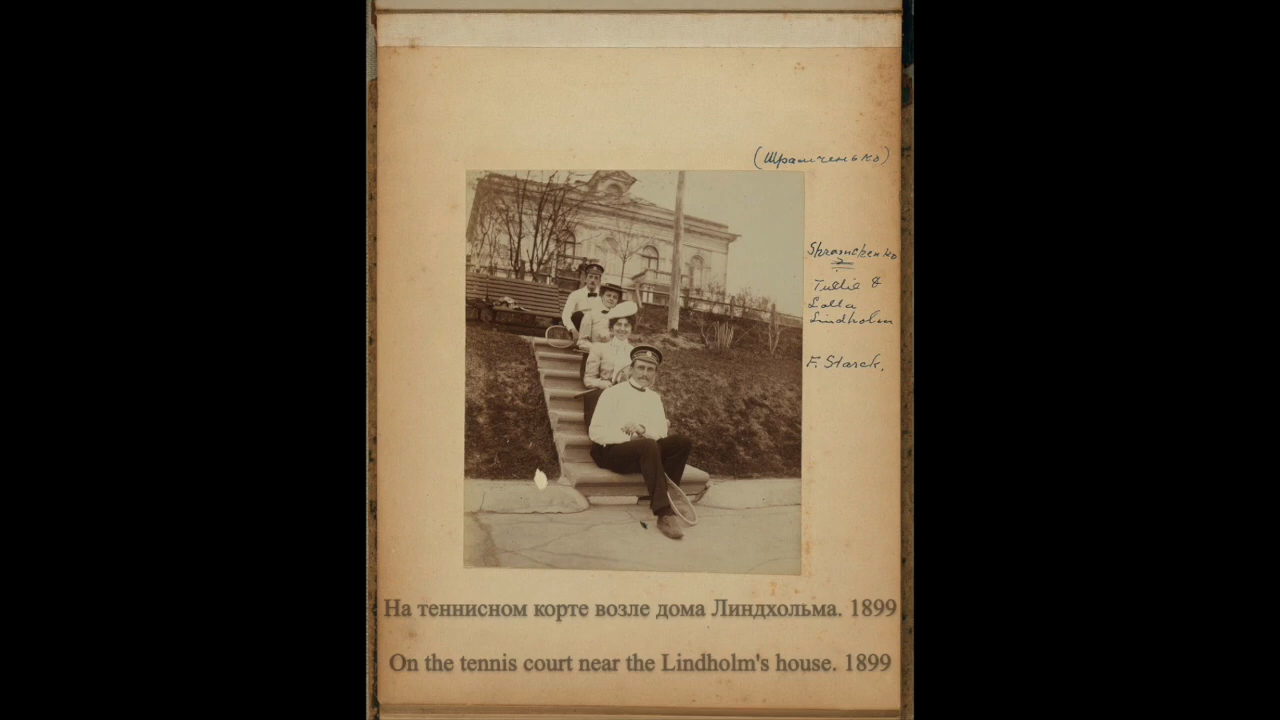 (Шрамченько)
Shramchenko
?
Tullie &
Lolla
Lindholm
F. Starck.
На теннисном корте возле дома Линдхольма. 1899
On the tennis court near the Lindholm's house. 1899